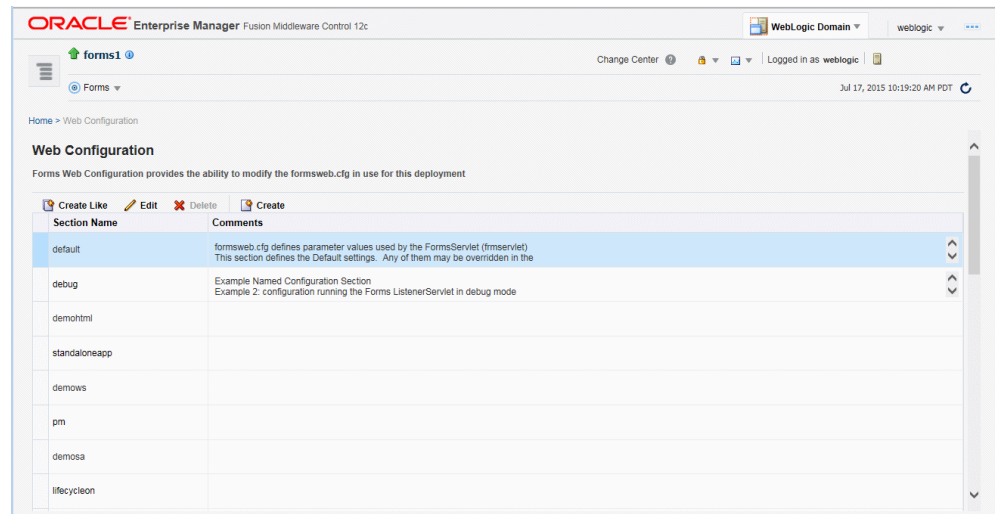 ORACLE Enterprise Manager Fusion Middleware Control 12c
WebLogic Domain
weblogic
forms1
Change Center
Logged in as weblogic
Forms
Jul 17, 2015 10:19:20 AM PDT
Home > Web Configuration
Web Configuration
Forms Web Configuration provides the ability to modify the formsweb.cfg in use for this deployment
Create Like Edit Delete Create
Section Name Comments
default
formsweb.cfg defines parameter values used by the FormsServlet (frmservlet)
This section defines the Default settings. Any of them may be overridden in the
debug
Example Named Configuration Section
Example 2: configuration running the Forms ListenerServlet in debug mode
demohtml
standaloneapp
demows
pm
demosa
lifecycleon